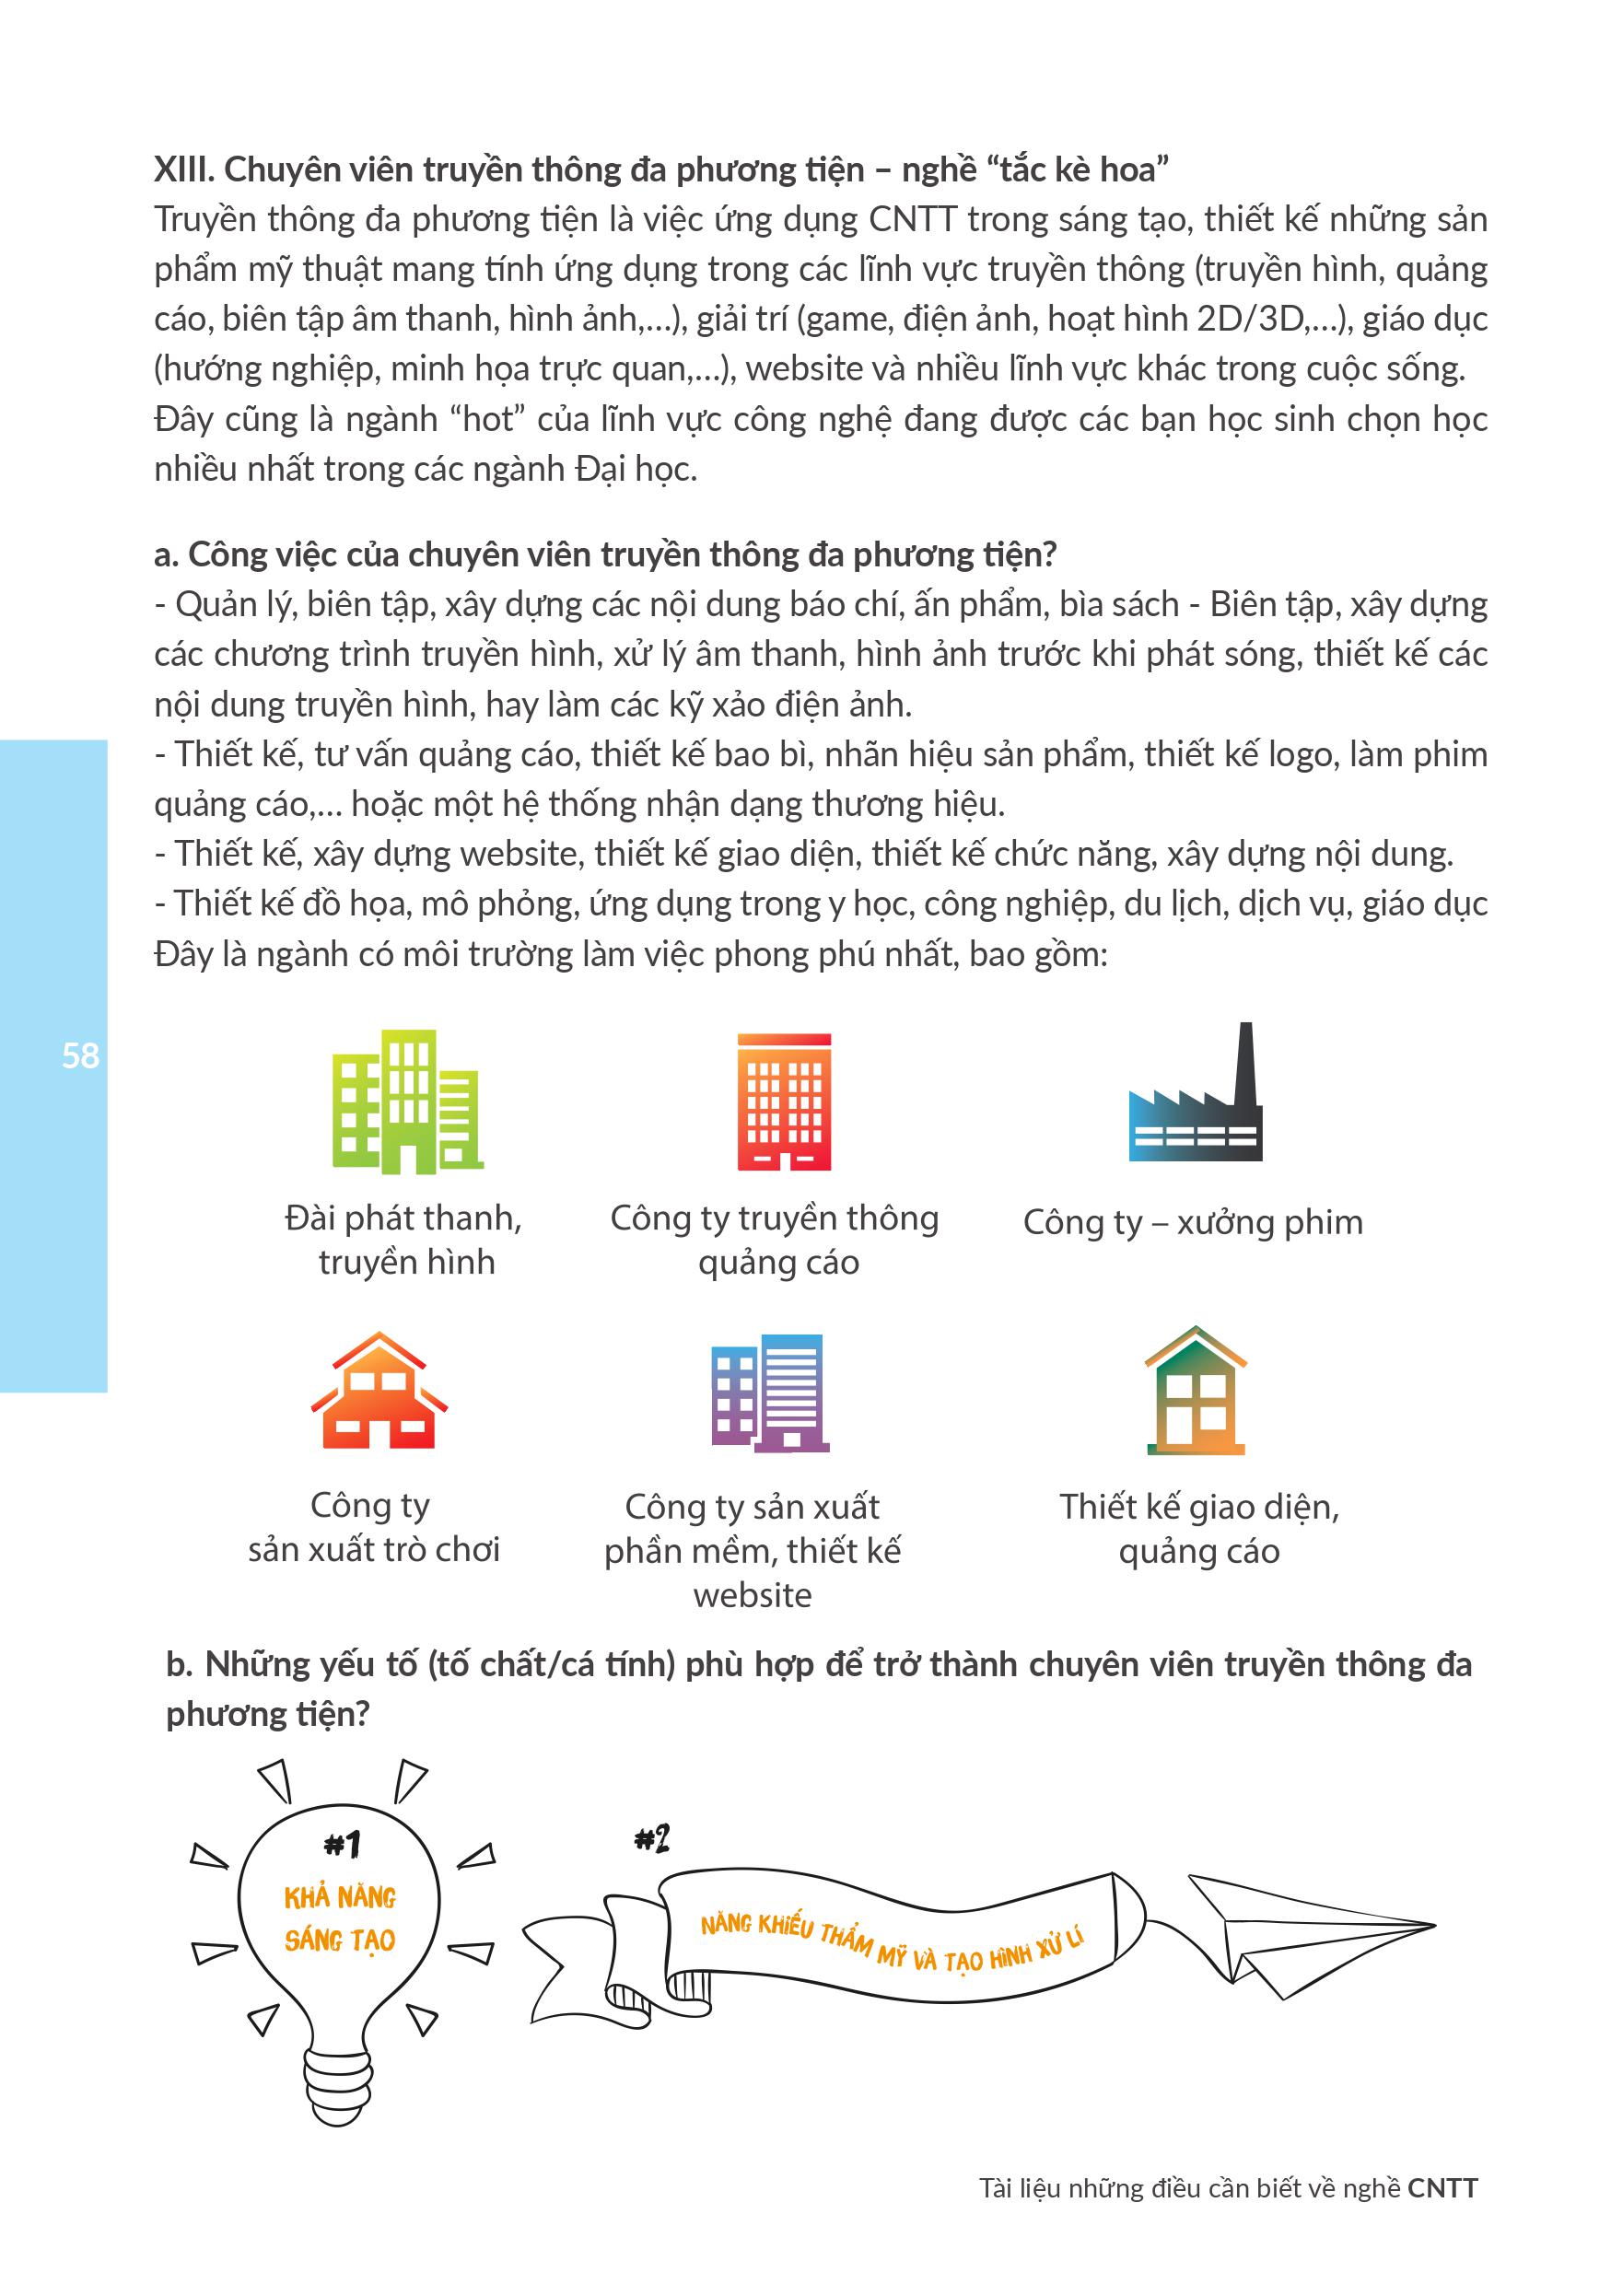 XIII. Chuyên viên truyền thông đa phương tiện – nghề “tắc kè hoa”
Truyền thông đa phương tiện là việc ứng dụng CNTT trong sáng tạo, thiết kế những sản
phẩm mỹ thuật mang tính ứng dụng trong các lĩnh vực truyền thông (truyền hình, quảng
cáo, biên tập âm thanh, hình ảnh,...), giải trí (game, điện ảnh, hoạt hình 2D/3D,...), giáo dục
(hướng nghiệp, minh họa trực quan,...), website và nhiều lĩnh vực khác trong cuộc sống.
Đây cũng là ngành “hot” của lĩnh vực công nghệ đang được các bạn học sinh chọn học
nhiều nhất trong các ngành Đại học.
a. Công việc của chuyên viên truyền thông đa phương tiện?
- Quản lý, biên tập, xây dựng các nội dung báo chí, ấn phẩm, bìa sách - Biên tập, xây dựng
các chương trình truyền hình, xử lý âm thanh, hình ảnh trước khi phát sóng, thiết kế các
nội dung truyền hình, hay làm các kỹ xảo điện ảnh.
- Thiết kế, tư vấn quảng cáo, thiết kế bao bì, nhãn hiệu sản phẩm, thiết kế logo, làm phim
quảng cáo,... hoặc một hệ thống nhận dạng thương hiệu.
- Thiết kế, xây dựng website, thiết kế giao diện, thiết kế chức năng, xây dựng nội dung.
- Thiết kế đồ họa, mô phỏng, ứng dụng trong y học, công nghiệp, du lịch, dịch vụ, giáo dục
Đây là ngành có môi trường làm việc phong phú nhất, bao gồm:
58
Đài phát thanh,
truyền hình
Công ty truyền thông
quảng cáo
Công ty – xưởng phim
Công ty
sản xuất trò chơi
Công ty sản xuất
phần mềm, thiết kế
website
Thiết kế giao diện,
quảng cáo
b. Những yếu tố (tố chất/cá tính) phù hợp để trở thành chuyên viên truyền thông đa
phương tiện?
#1
KHẢ NĂNG
SÁNG TẠO
#2
NĂNG KHIẾU THẨM MỸ VÀ TẠO HÌNH XỬ LÍ
Tài liệu những điều cần biết về nghề CNTT